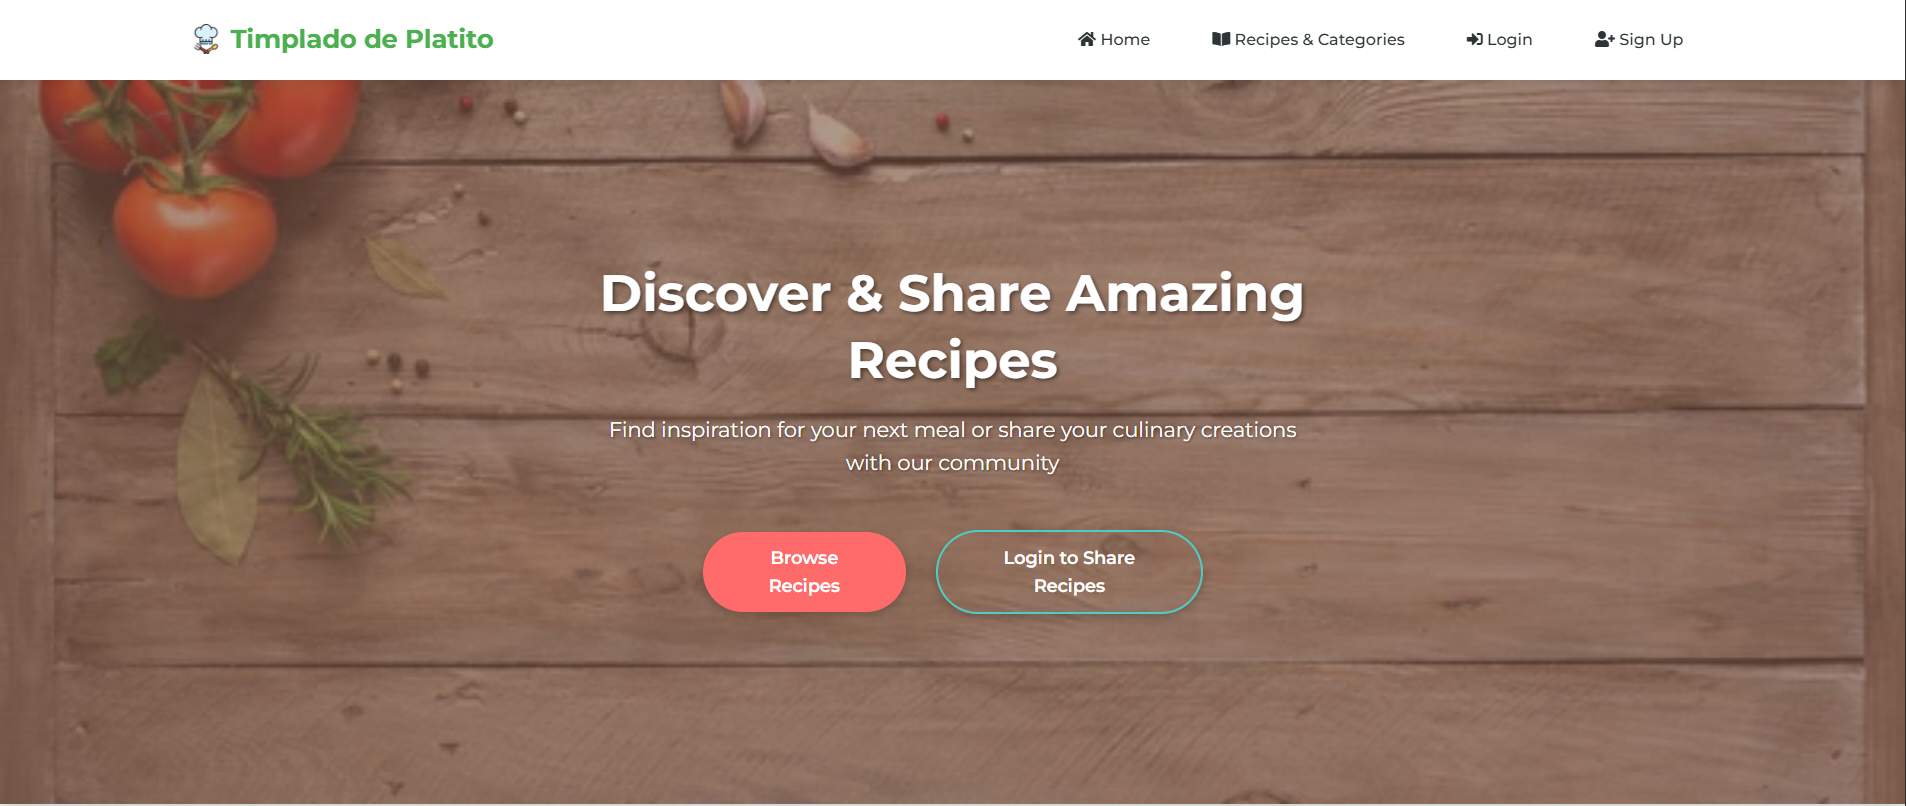 Timplado de Platito
Home
Recipes & Categories
Login
Sign Up
Discover & Share Amazing
Recipes
Find inspiration for your next meal or share your culinary creations
with our community
Browse
Recipes
Login to Share
Recipes